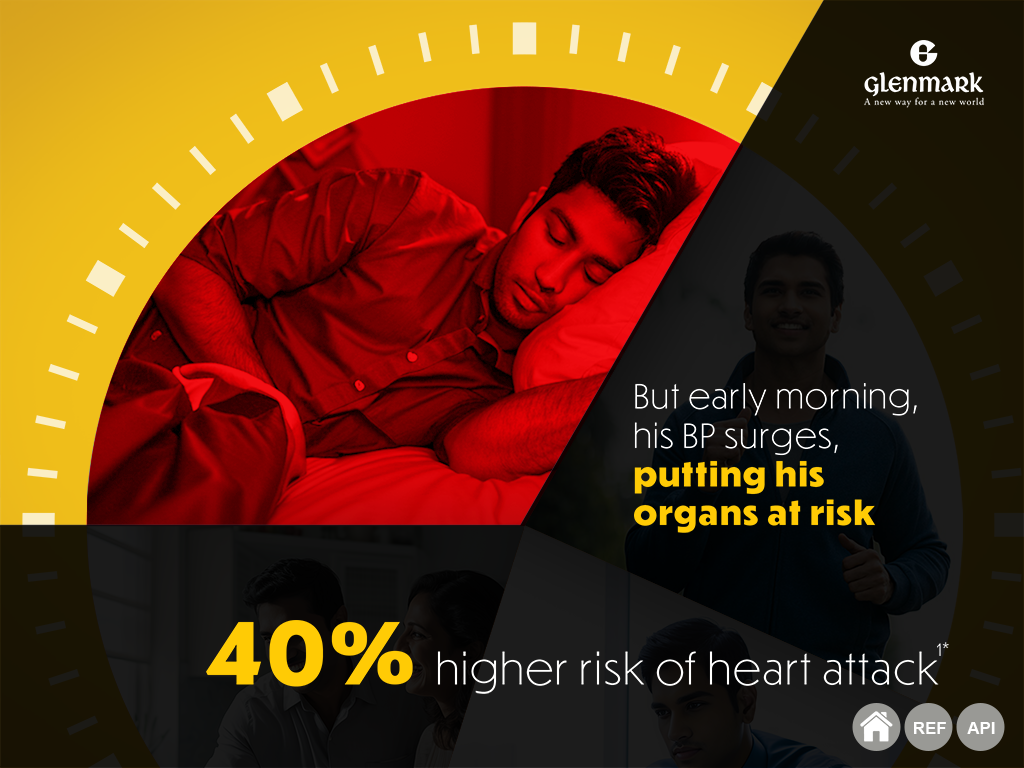 Glenmark
A new way for a new world
But early morning,
his BP surges,
putting his
organs at risk
40% higher risk of heart attack1*
REF
API